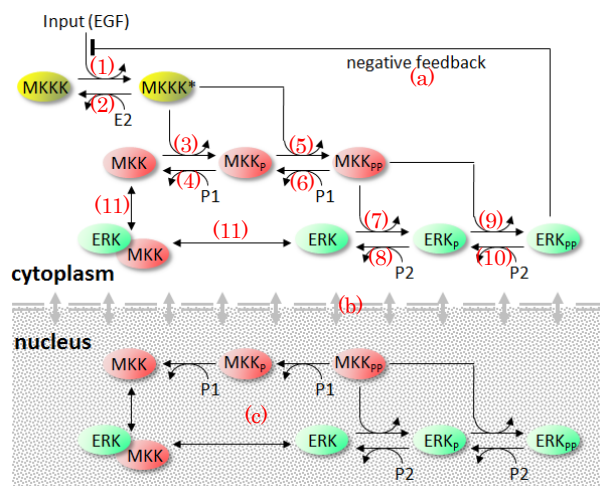 Input (EGF)
negative feedback
(a)
(1)
MKKK
MKKK*
(2)
E2
(3)
(5)
MKK
MKKP
MKKPP
(4)
P1
(6)
P1
(11)
(11)
(7)
(9)
ERK
MKK
ERK
ERKP
ERKPP
(8)
P2
(10)
P2
cytoplasm
(b)
nucleus
MKK
MKKP
MKKPP
P1
P1
(c)
ERK
MKK
ERK
ERKP
ERKPP
P2
P2